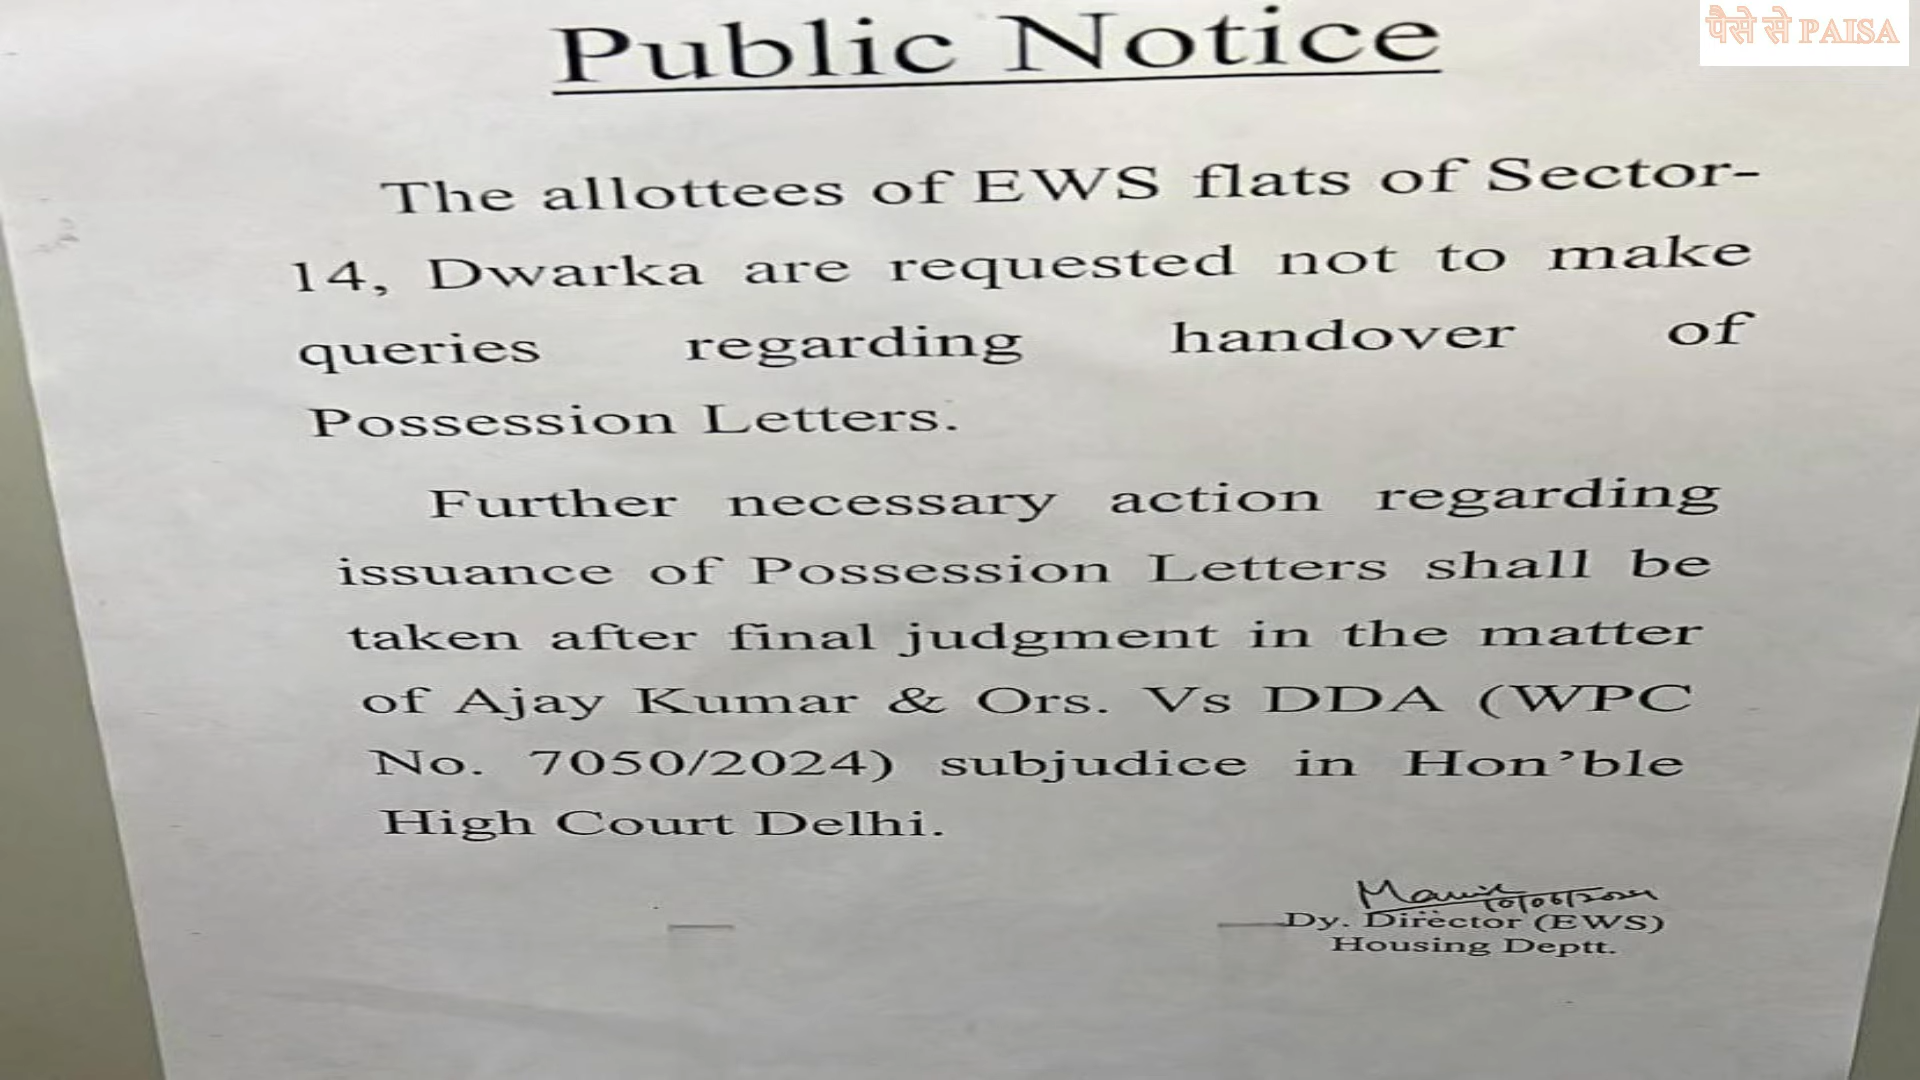 Public Notice
पैसे से PAISA
The allottees of EWS flats of Sector-
14, Dwarka are requested not to make
queries regarding handover of
Possession Letters.
Further necessary action regarding
issuance of Possession Letters shall be
taken after final judgment in the matter
of Ajay Kumar & Ors. Vs DDA (WPC
No. 7050/2024) subjudice in Hon'ble
High Court Delhi.
Dy. Director (EWS)
Housing Deptt.